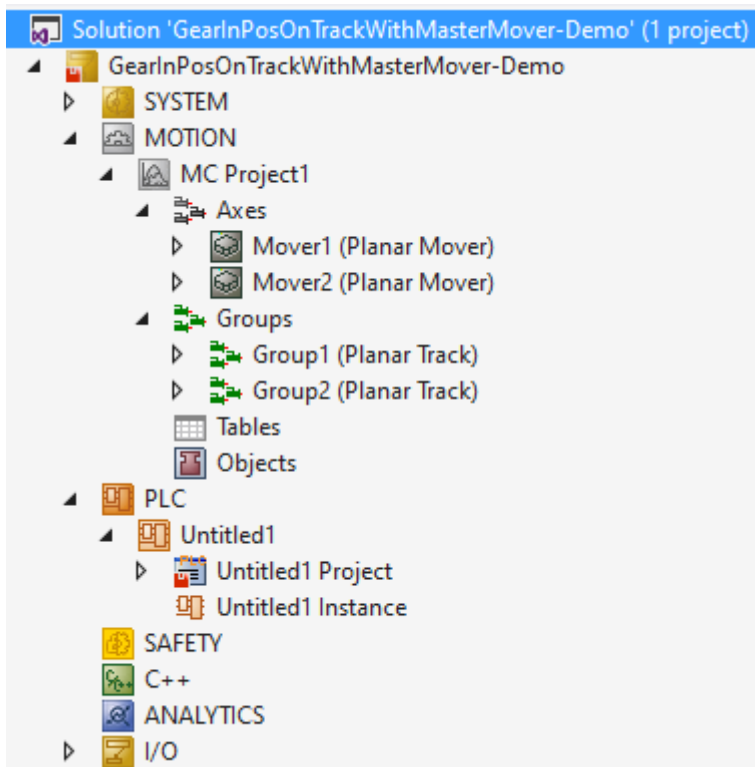 Solution 'GearInPosOnTrackWithMasterMover-Demo' (1 project)
GearInPosOnTrackWithMasterMover-Demo
SYSTEM
MOTION
MC Project1
Axes
Mover1 (Planar Mover)
Mover2 (Planar Mover)
Groups
Group1 (Planar Track)
Group2 (Planar Track)
Tables
Objects
PLC
Untitled1
Untitled1 Project
Untitled1 Instance
SAFETY
C++
ANALYTICS
I/O